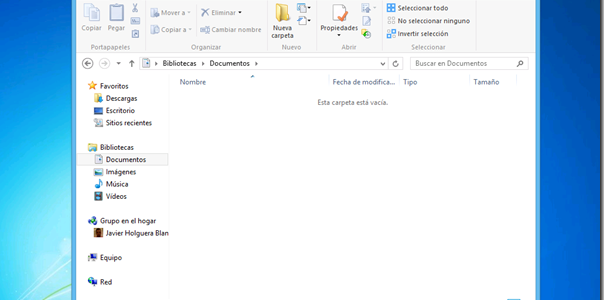 Copiar
Pegar
Mover a
Copiar a
Eliminar
Cambiar nombre
Nueva
carpeta
Propiedades
Seleccionar todo
No seleccionar ninguno
Invertir selección
Portapapeles
Organizar
Nuevo
Abrir
Seleccionar
Bibliotecas
Documentos
Buscar en Documentos
Nombre
Fecha de modifica...
Tipo
Tamaño
Esta carpeta está vacía.
Favoritos
Descargas
Escritorio
Sitios recientes
Bibliotecas
Documentos
Imágenes
Música
Vídeos
Grupo en el hogar
Javier Holguera Blan
Equipo
Red